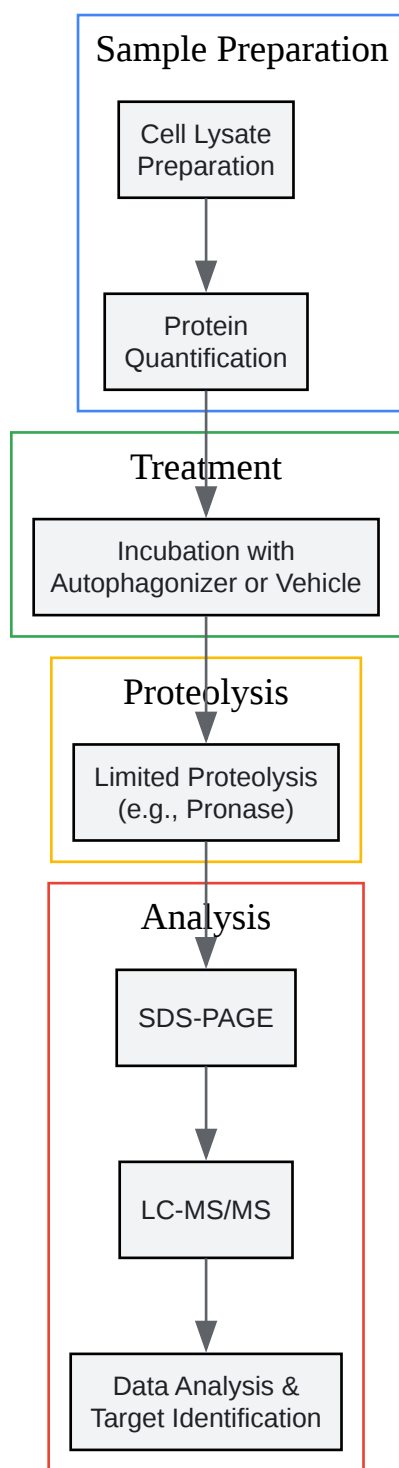 Sample Preparation
Cell Lysate
Preparation
Protein
Quantification
Treatment
Incubation with
Autophagonizer or Vehicle
Proteolysis
Limited Proteolysis
(e.g., Pronase)
Analysis
SDS-PAGE
LC-MS/MS
Data Analysis &
Target Identification